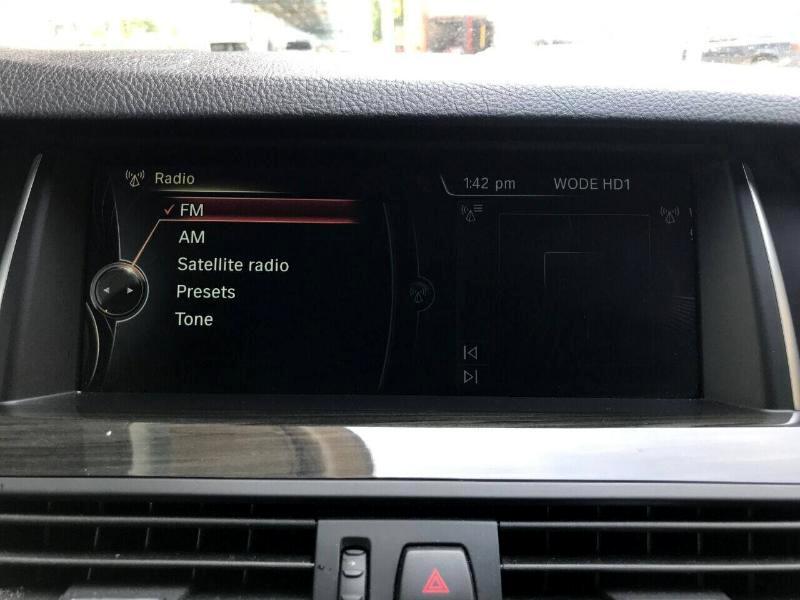 Radio
1:42 pm WODE HD1
FM
AM
Satellite radio
Presets
Tone